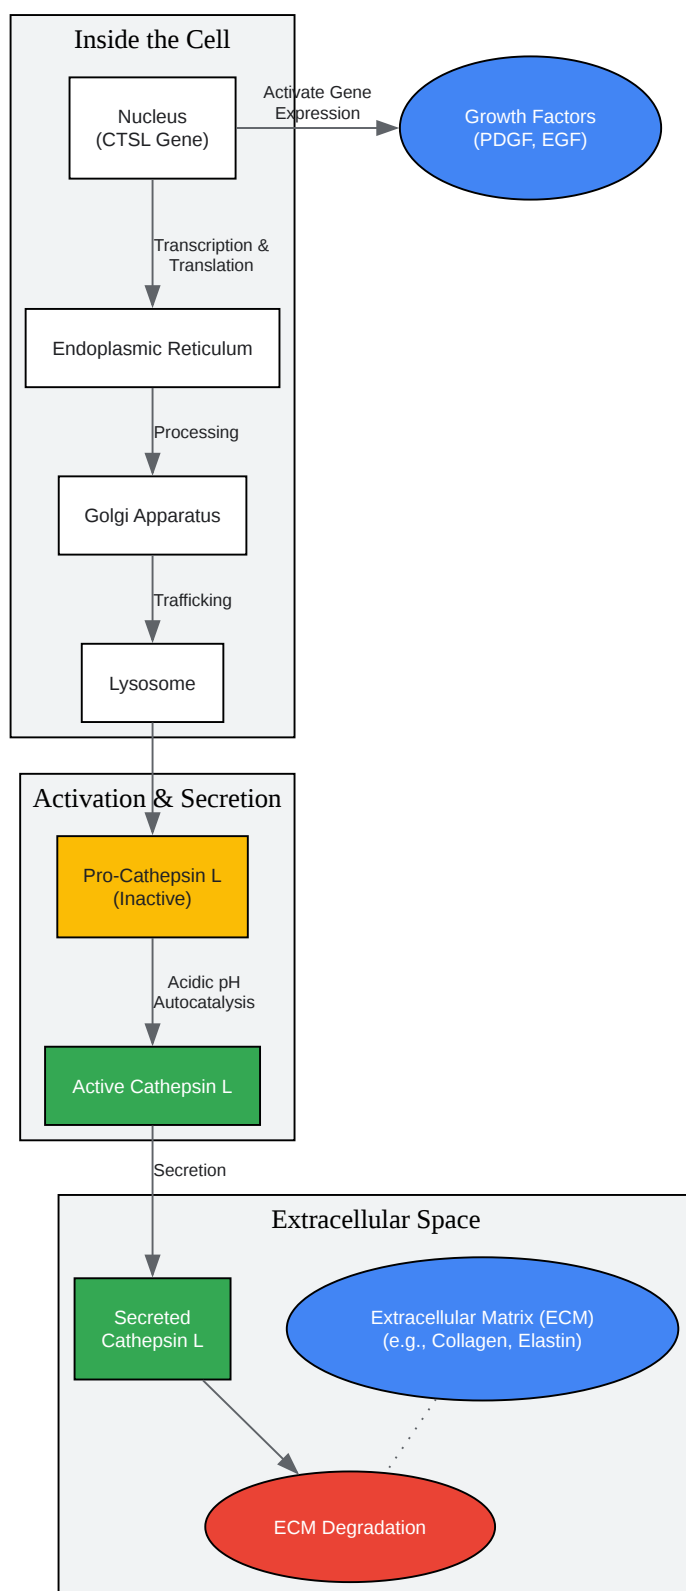 Inside the Cell
Nucleus
(CTSL Gene)
Activate Gene
Expression
Growth Factors
(PDGF, EGF)
Transcription &
Translation
Endoplasmic Reticulum
Processing
Golgi Apparatus
Trafficking
Lysosome
Activation & Secretion
Pro-Cathepsin L
(Inactive)
Acidic pH
Autocatalysis
Active Cathepsin L
Secretion
Extracellular Space
Secreted
Cathepsin L
Extracellular Matrix (ECM)
(e.g., Collagen, Elastin)
ECM Degradation